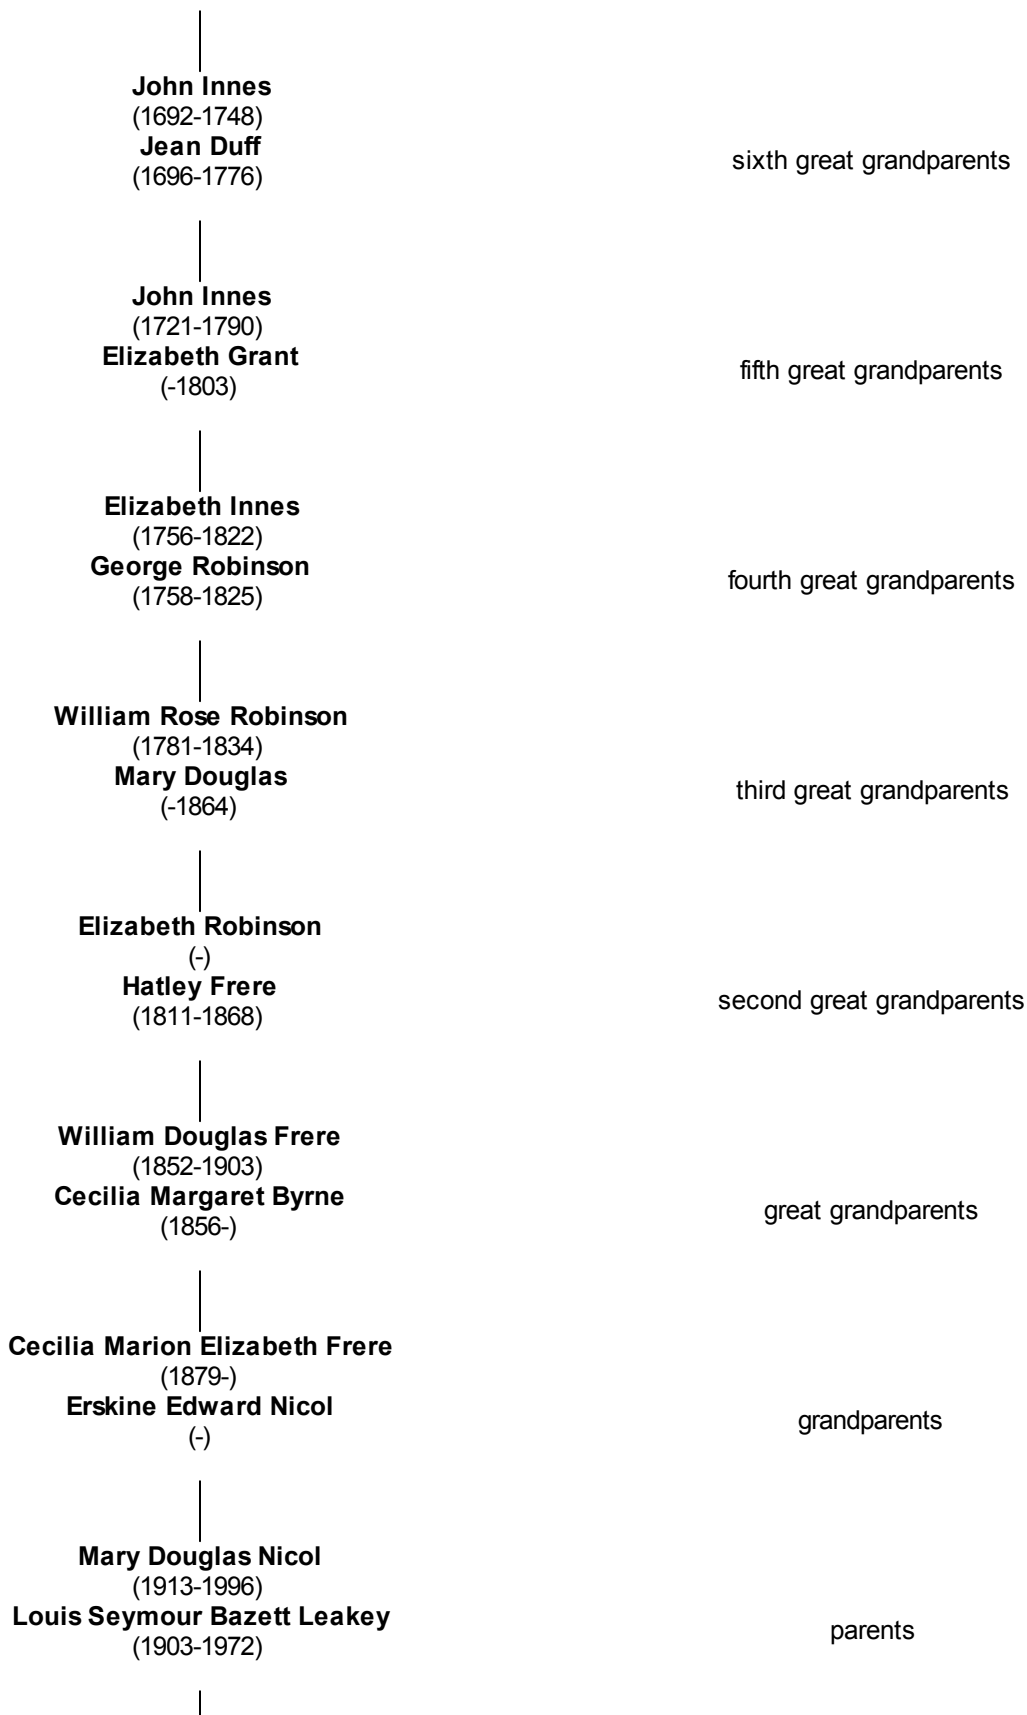 John Innes
(1692-1748)
Jean Duff
(1696-1776)
sixth great grandparents
John Innes
(1721-1790)
Elizabeth Grant
(-1803)
fifth great grandparents
Elizabeth Innes
(1756-1822)
George Robinson
(1758-1825)
fourth great grandparents
William Rose Robinson
(1781-1834)
Mary Douglas
(-1864)
third great grandparents
Elizabeth Robinson
(-)
Hatley Frere
(1811-1868)
second great grandparents
William Douglas Frere
(1852-1903)
Cecilia Margaret Byrne
(1856-)
great grandparents
Cecilia Marion Elizabeth Frere
(1879-)
Erskine Edward Nicol
(-)
grandparents
Mary Douglas Nicol
(1913-1996)
Louis Seymour Bazett Leakey
(1903-1972)
parents